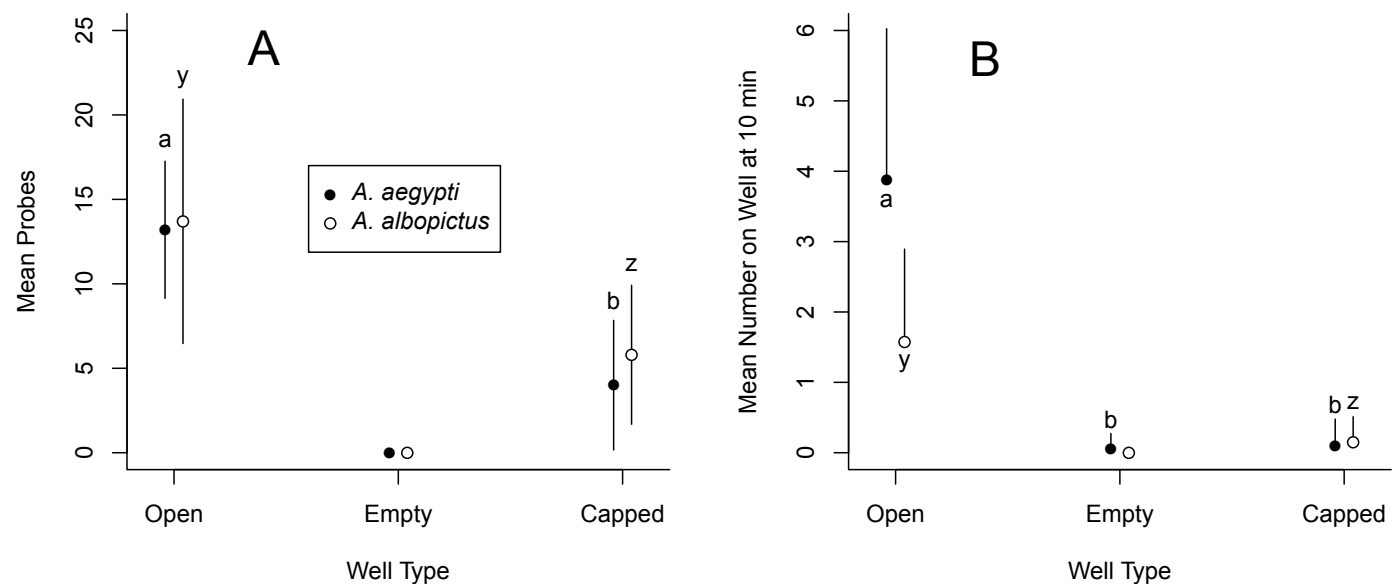 A
Mean Probes
25
20
15
10
5
0
a
y
A. aegypti
A. albopictus
b
z
Open
Empty
Capped
Well Type
B
Mean Number on Well at 10 min
6
5
4
3
2
1
0
a
y
b
b
z
Open
Empty
Capped
Well Type